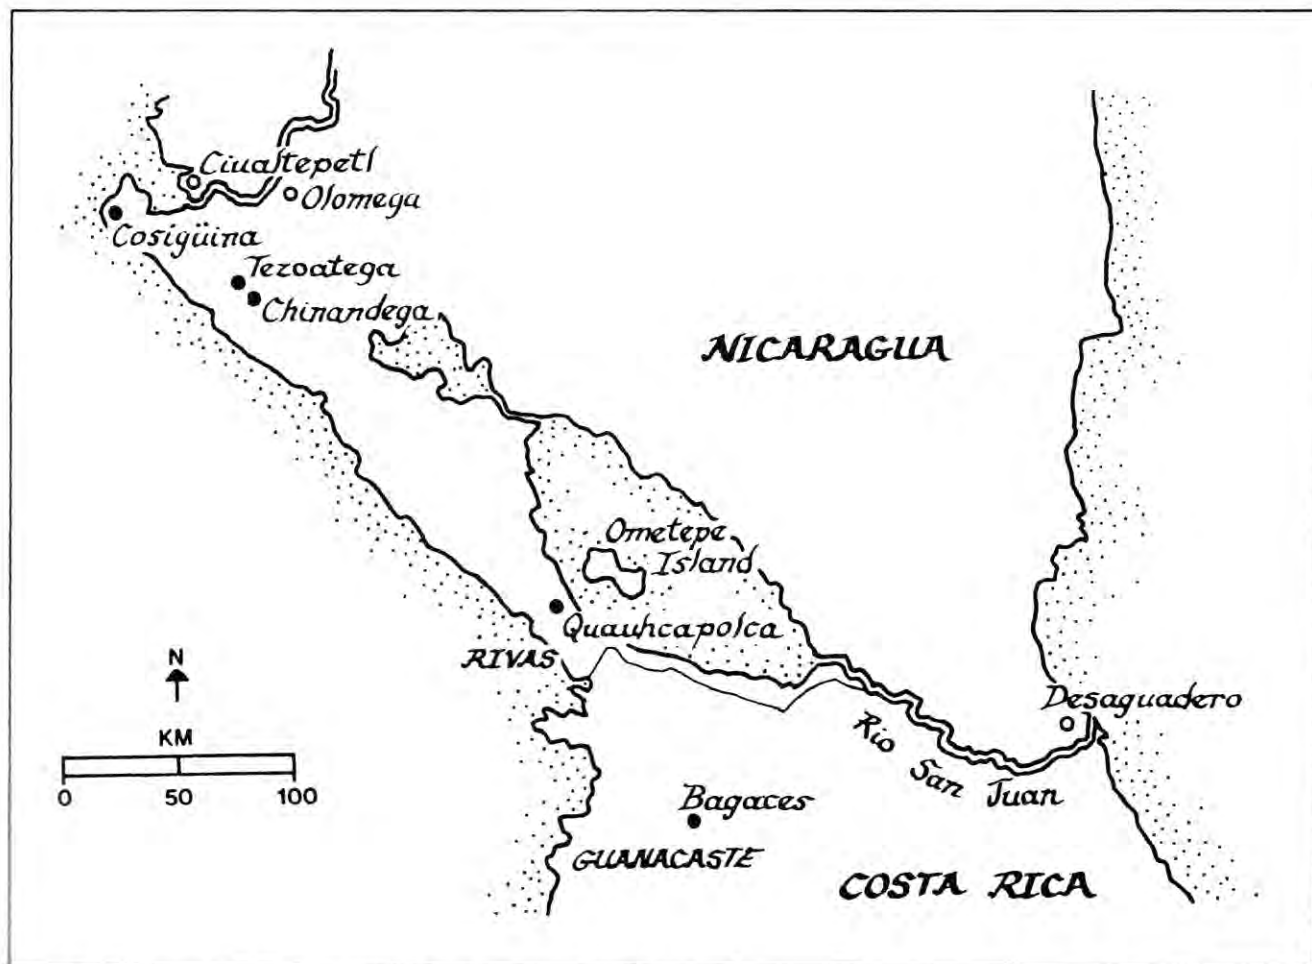 Ciualtepetl
Olomega
Cosigüina
Tezoatega
Chinandega
NICARAGUA
Ometepe
Island
Quauhcapolca
RIVAS
N
KM
0 50 100
Desaguadero
Rio San Juan
Bagaces
GUANACASTE
COSTA RICA